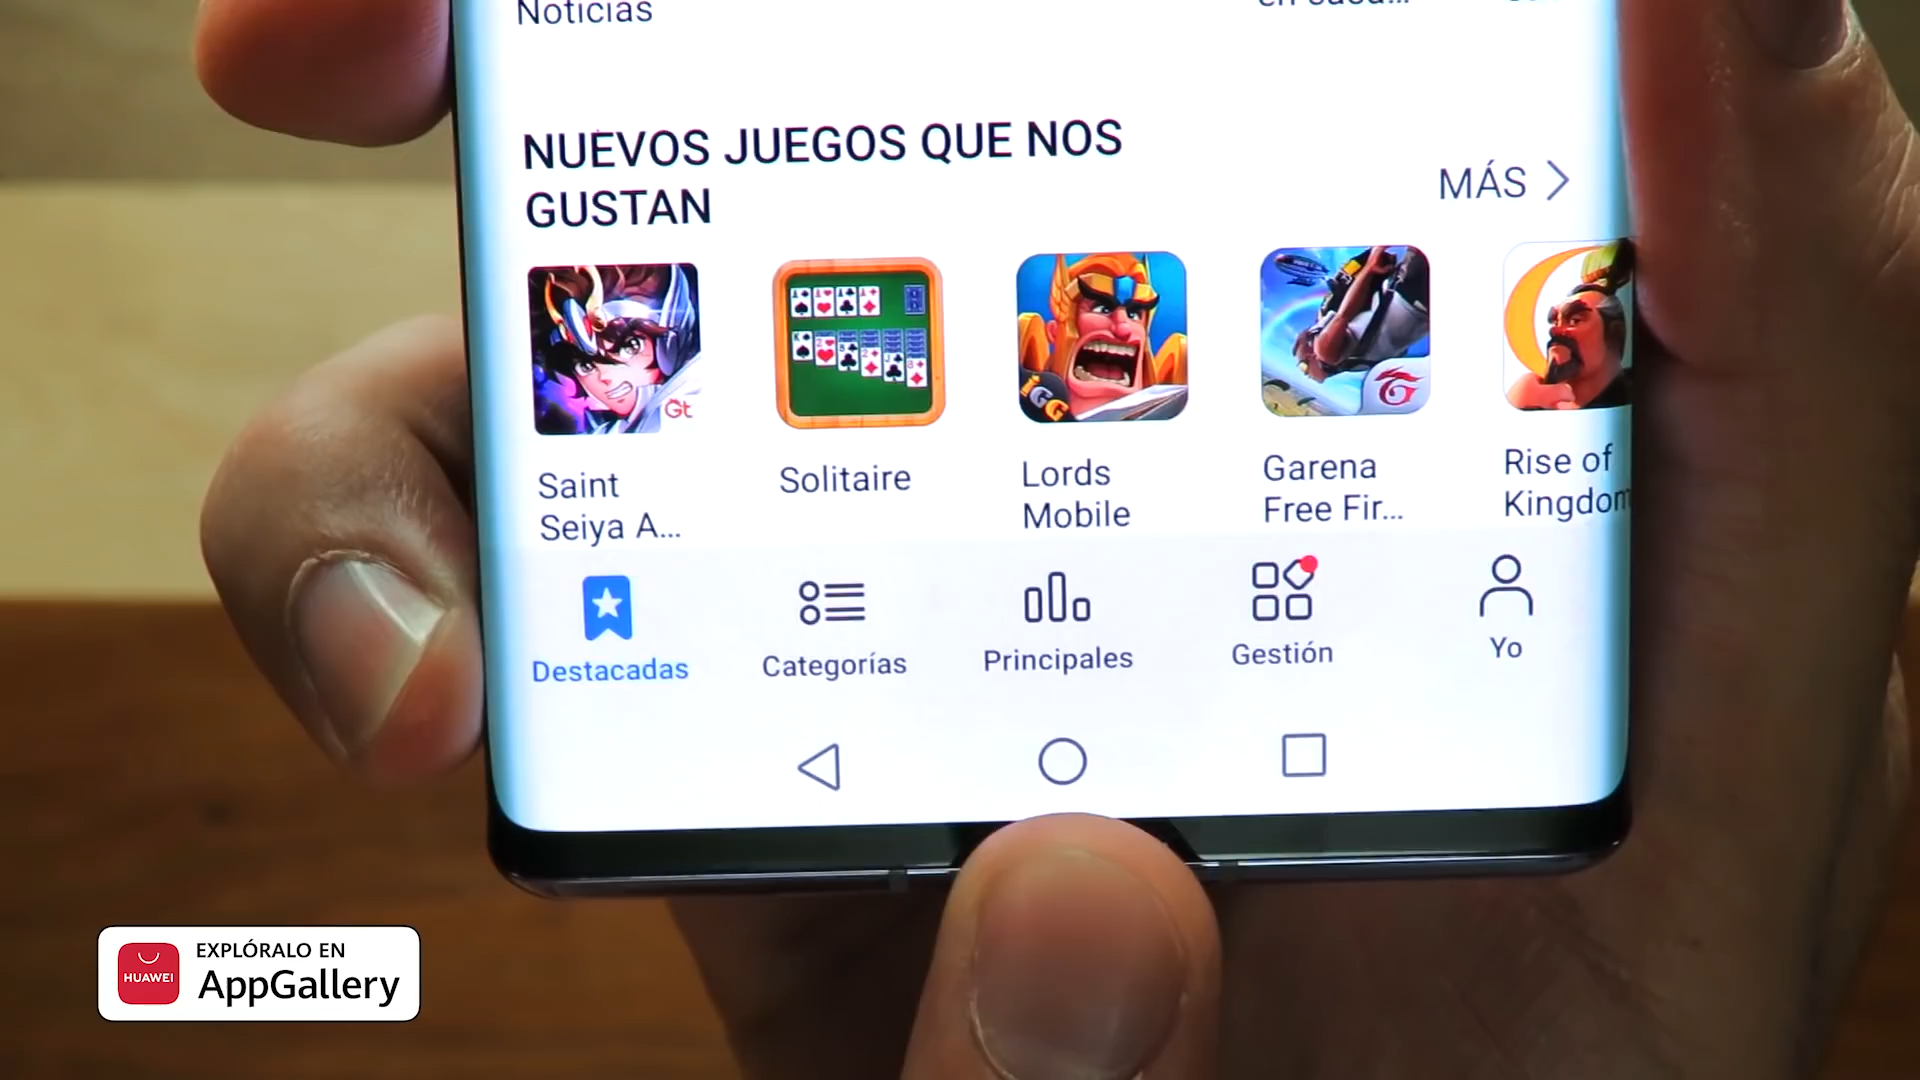 Noticias
NUEVOS JUEGOS QUE NOS
GUSTAN
MÁS
Gt
IGG
Saint
Seiya A...
Solitaire
Lords
Mobile
Garena
Free Fir...
Rise of
Kingdom
Destacadas
Categorías
Principales
Gestión
Yo
HUAWEI
EXPLÓRALO EN
AppGallery